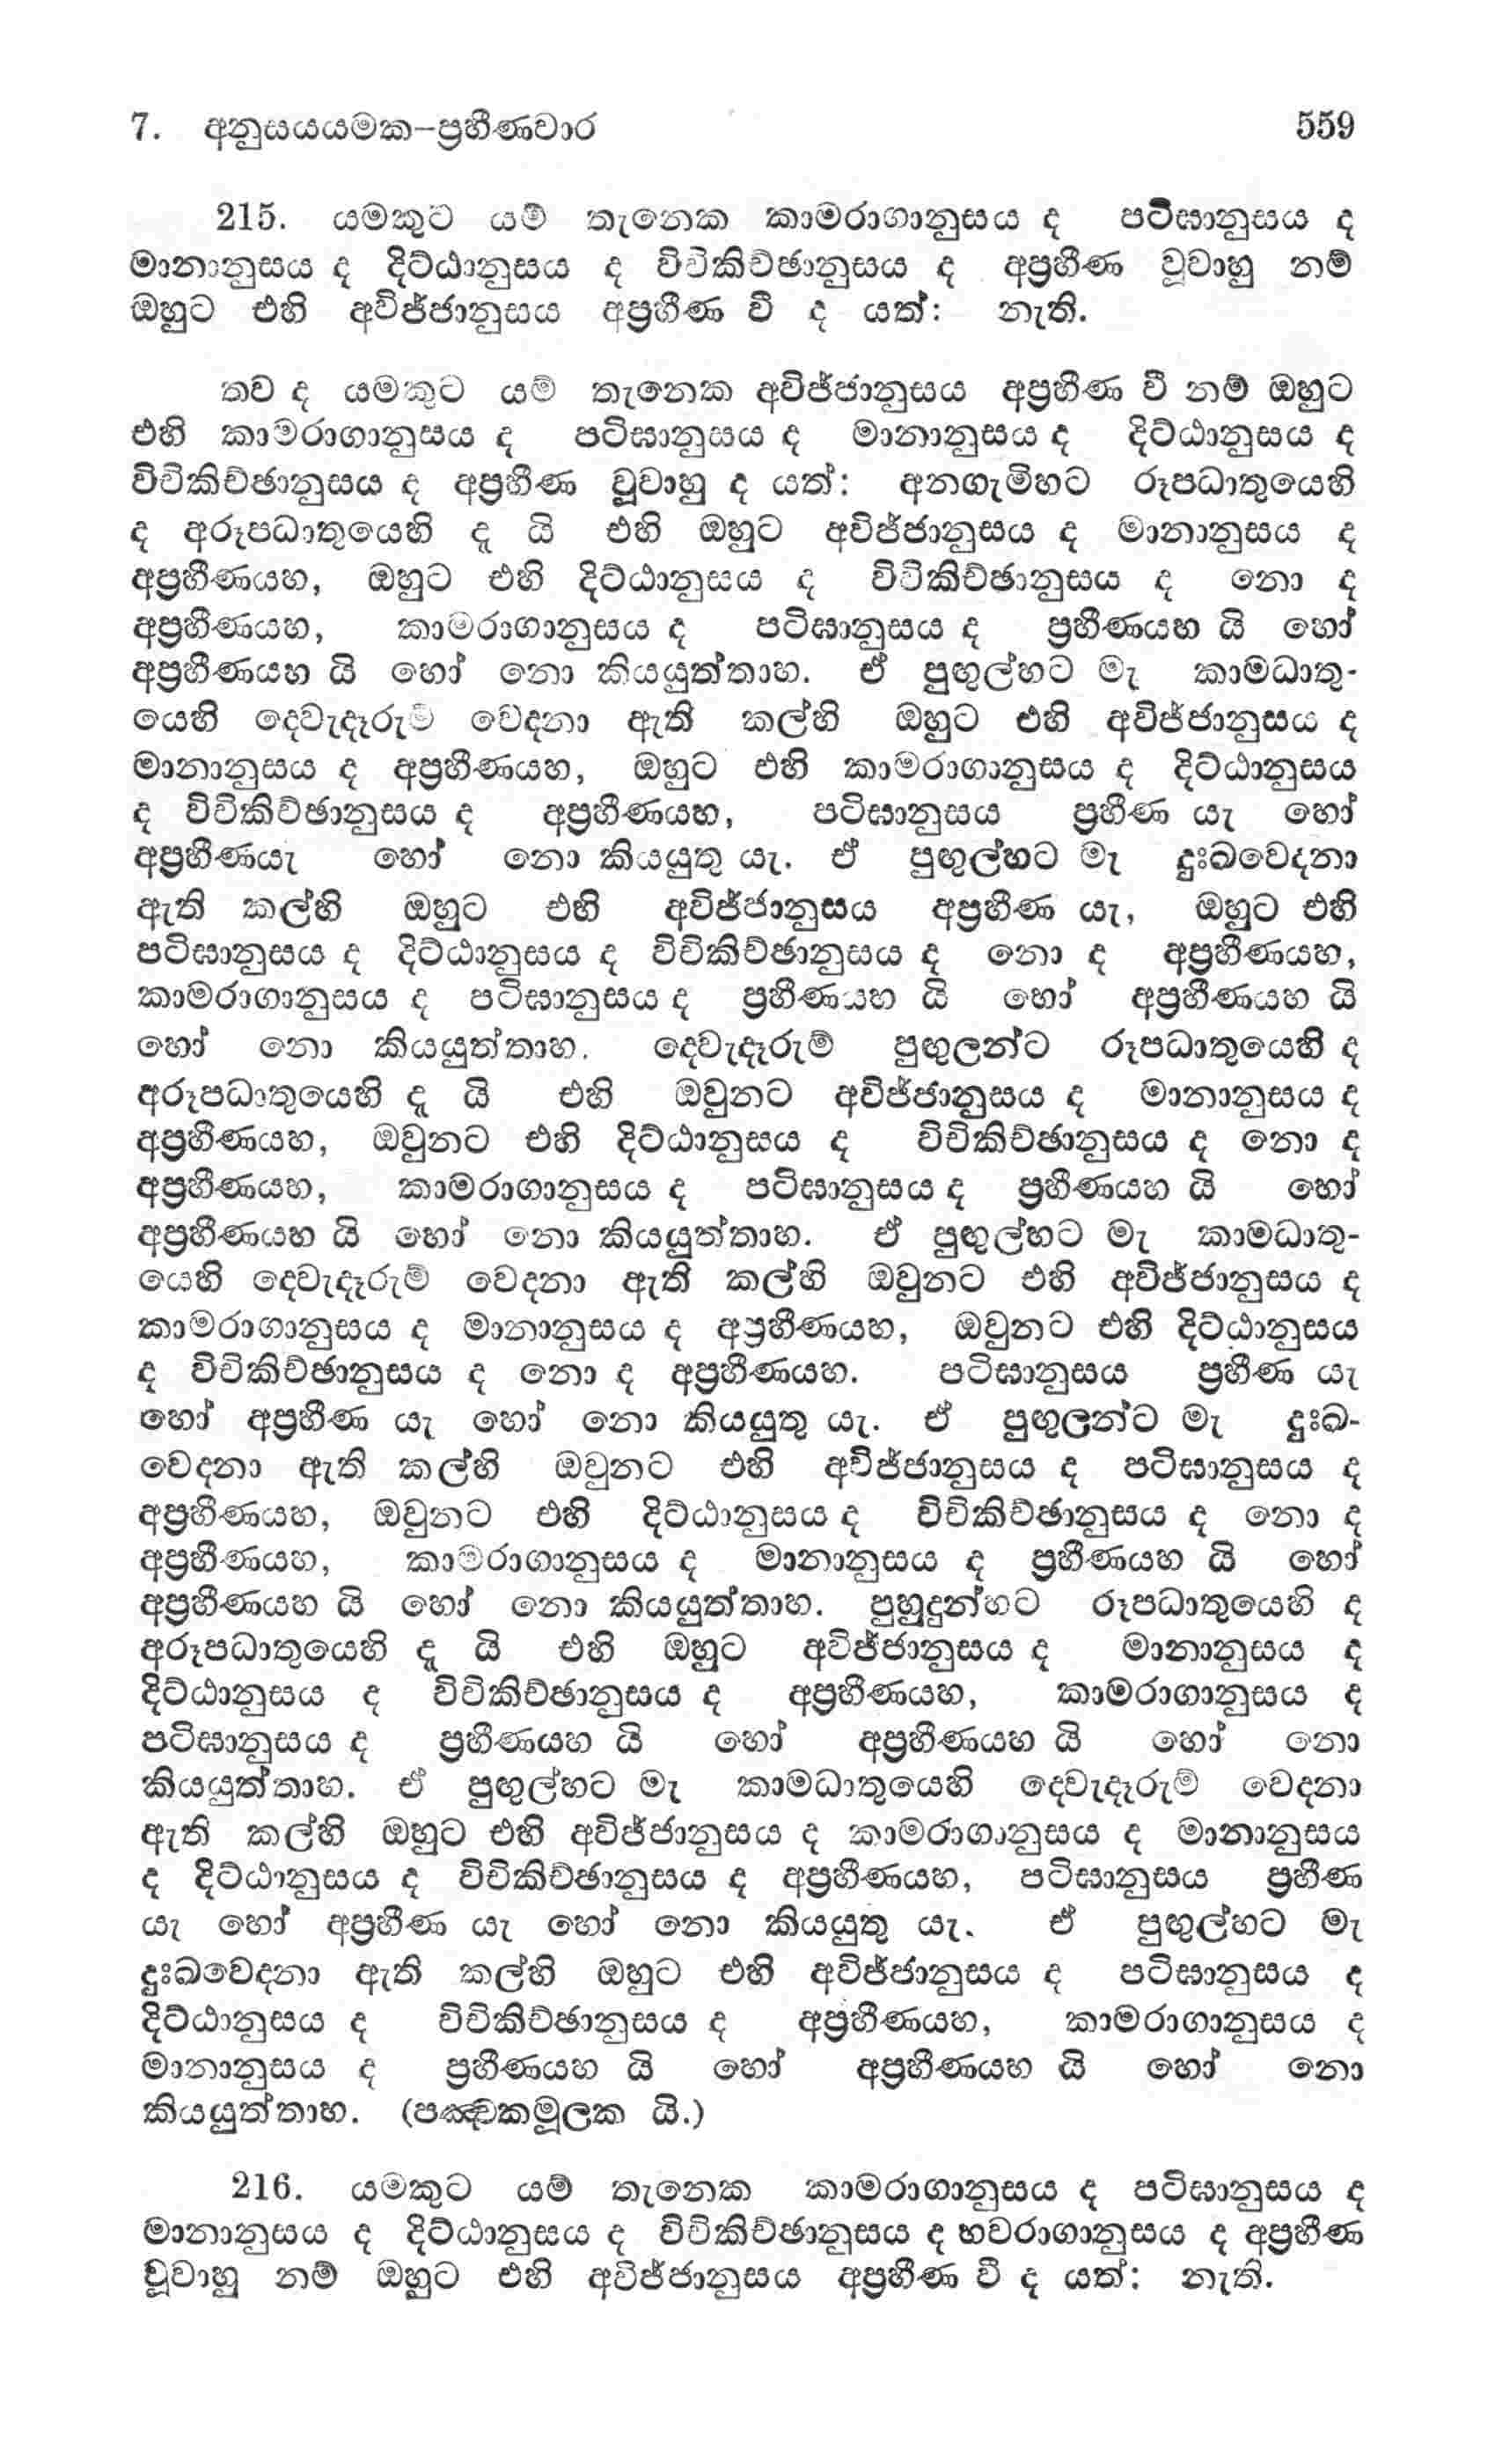 7. අනුසයයමක–ප්‍රහීණවාර 559
215. යමකුට යම් තැනෙක කාමරාගානුසය ද පටිඝානුසය ද
මානානුසය ද දිට්ඨානුසය ද විචිකිච්ඡානුසය ද අප්‍රහීණ වූවාහු නම්
ඔහුට එහි අවිජ්ජානුසය අප්‍රහීණ වී ද යත්: නැති.
තව ද යමකුට යම් තැනෙක අවිජ්ජානුසය අප්‍රහීණ වී නම් ඔහුට
එහි කාමරාගානුසය ද පටිඝානුසය ද මානානුසය ද දිට්ඨානුසය ද
විචිකිච්ඡානුසය ද අප්‍රහීණ වූවාහු ද යත්: අනගැමිහට රූපධාතුයෙහි
ද අරූපධාතුයෙහි දැ යි එහි ඔහුට අවිජ්ජානුසය ද මානානුසය ද
අප්‍රහීණයහ, ඔහුට එහි දිට්ඨානුසය ද විචිකිච්ඡානුසය ද නො ද
අප්‍රහීණයහ, කාමරාගානුසය ද පටිඝානුසය ද ප්‍රහීණයහ යි හෝ
අප්‍රහීණයහ යි හෝ නො කියයුත්තාහ. ඒ පුඟුල්හට මැ කාමධාතු-
යෙහි දෙවැදෑරුම් වෙදනා ඇති කල්හි ඔහුට එහි අවිජ්ජානුසය ද
මානානුසය ද අප්‍රහීණයහ, ඔහුට එහි කාමරාගානුසය ද දිට්ඨානුසය
ද විචිකිච්ඡානුසය ද අප්‍රහීණයහ, පටිඝානුසය ප්‍රහීණ යැ හෝ
අප්‍රහීණයැ හෝ නො කියයුතු යැ. ඒ පුඟුල්හට මැ දුඃඛවෙදනා
ඇති කල්හි ඔහුට එහි අවිජ්ජානුසය අප්‍රහීණ යැ, ඔහුට එහි
පටිඝානුසය ද දිට්ඨානුසය ද විචිකිච්ඡානුසය ද නො ද අප්‍රහීණයහ,
කාමරාගානුසය ද පටිඝානුසය ද ප්‍රහීණයහ යි හෝ අප්‍රහීණයහ යි
හෝ නො කියයුත්තාහ. දෙවැදෑරුම් පුඟුලන්ට රූපධාතුයෙහි ද
අරූපධාතුයෙහි දැ යි එහි ඔවුනට අවිජ්ජානුසය ද මානානුසය ද
අප්‍රහීණයහ, ඔවුනට එහි දිට්ඨානුසය ද විචිකිච්ඡානුසය ද නො ද
අප්‍රහීණයහ, කාමරාගානුසය ද පටිඝානුසය ද ප්‍රහීණයහ යි හෝ
අප්‍රහීණයහ යි හෝ නො කියයුත්තාහ. ඒ පුඟුල්හට මැ කාමධාතු-
යෙහි දෙවැදෑරුම් වෙදනා ඇති කල්හි ඔවුනට එහි අවිජ්ජානුසය ද
කාමරාගානුසය ද මානානුසය ද අප්‍රහීණයහ, ඔවුනට එහි දිට්ඨානුසය
ද විචිකිච්ඡානුසය ද නො ද අප්‍රහීණයහ. පටිඝානුසය ප්‍රහීණ යැ
හෝ අප්‍රහීණ යැ හෝ නො කියයුතු යැ. ඒ පුඟුලන්ට මැ දුඃඛ-
වෙදනා ඇති කල්හි ඔවුනට එහි අවිජ්ජානුසය ද පටිඝානුසය ද
අප්‍රහීණයහ, ඔවුනට එහි දිට්ඨානුසය ද විචිකිච්ඡානුසය ද නො ද
අප්‍රහීණයහ, කාමරාගානුසය ද මානානුසය ද ප්‍රහීණයහ යි හෝ
අප්‍රහීණයහ යි හෝ නො කියයුත්තාහ. පුහුදුන්හට රූපධාතුයෙහි ද
අරූපධාතුයෙහි දැ යි එහි ඔහුට අවිජ්ජානුසය ද මානානුසය ද
දිට්ඨානුසය ද විචිකිච්ඡානුසය ද අප්‍රහීණයහ, කාමරාගානුසය ද
පටිඝානුසය ද ප්‍රහීණයහ යි හෝ අප්‍රහීණයහ යි හෝ නො
කියයුත්තාහ. ඒ පුඟුල්හට මැ කාමධාතුයෙහි දෙවැදෑරුම් වෙදනා
ඇති කල්හි ඔහුට එහි අවිජ්ජානුසය ද කාමරාගානුසය ද මානානුසය
ද දිට්ඨානුසය ද විචිකිච්ඡානුසය ද අප්‍රහීණයහ, පටිඝානුසය ප්‍රහීණ
යැ හෝ අප්‍රහීණ යැ හෝ නො කියයුතු යැ. ඒ පුඟුල්හට මැ
දුඃඛවෙදනා ඇති කල්හි ඔහුට එහි අවිජ්ජානුසය ද පටිඝානුසය ද
දිට්ඨානුසය ද විචිකිච්ඡානුසය ද අප්‍රහීණයහ, කාමරාගානුසය ද
මානානුසය ද ප්‍රහීණයහ යි හෝ අප්‍රහීණයහ යි හෝ නො
කියයුත්තාහ. (පඤ්චකමූලක යි.)
216. යමකුට යම් තැනෙක කාමරාගානුසය ද පටිඝානුසය ද
මානානුසය ද දිට්ඨානුසය ද විචිකිච්ඡානුසය ද භවරාගානුසය ද අප්‍රහීණ
වූවාහු නම් ඔහුට එහි අවිජ්ජානුසය අප්‍රහීණ වී ද යත්: නැති.